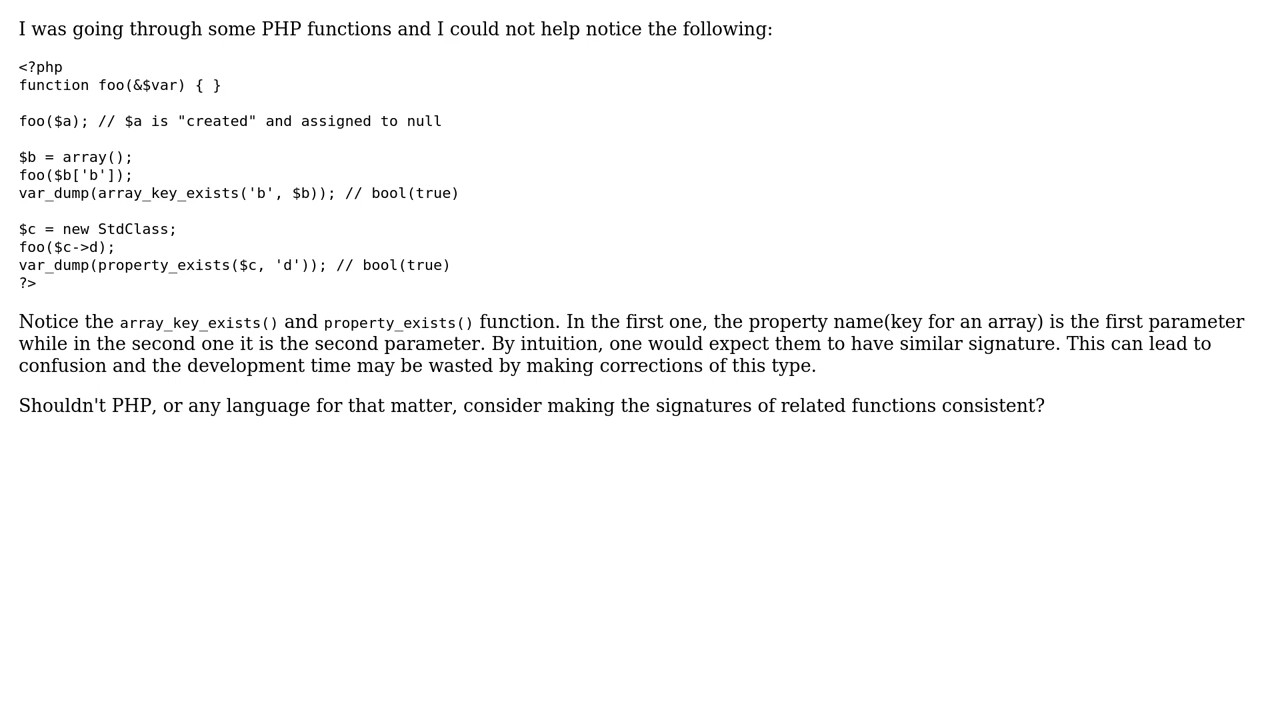 I was going through some PHP functions and I could not help notice the following:
<?php
function foo(&$var) { }
foo($a); // $a is "created" and assigned to null
$b = array();
foo($b['b']);
var_dump(array_key_exists('b', $b)); // bool(true)
$c = new StdClass;
foo($c->d);
var_dump(property_exists($c, 'd')); // bool(true)
?>
Notice the array_key_exists() and property_exists() function. In the first one, the property name(key for an array) is the first parameter
while in the second one it is the second parameter. By intuition, one would expect them to have similar signature. This can lead to
confusion and the development time may be wasted by making corrections of this type.
Shouldn't PHP, or any language for that matter, consider making the signatures of related functions consistent?